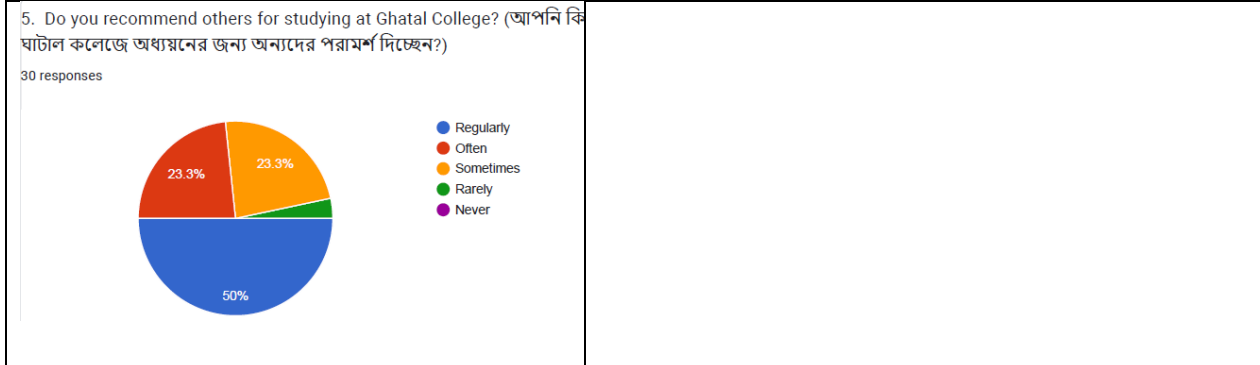 5. Do you recommend others for studying at Ghatal College? (আপনি কি
ঘাটাল কলেজে অধ্যয়নের জন্য অন্যদের পরামর্শ দিচ্ছেন?)
30 responses
Regularly
Often
Sometimes
Rarely
Never
23.3%
23.3%
50%